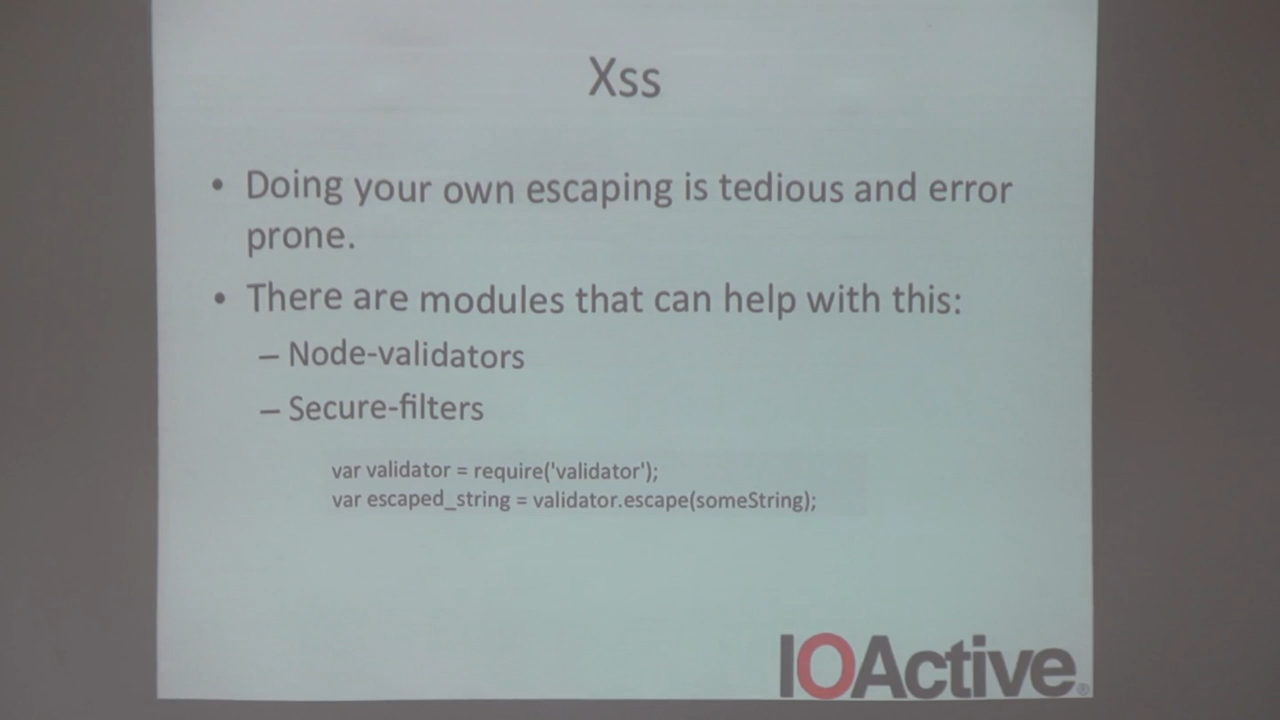 Xss
• Doing your own escaping is tedious and error
prone.
• There are modules that can help with this:
– Node-validators
– Secure-filters
var validator = require('validator');
var escaped_string = validator.escape(someString);
IOActive®